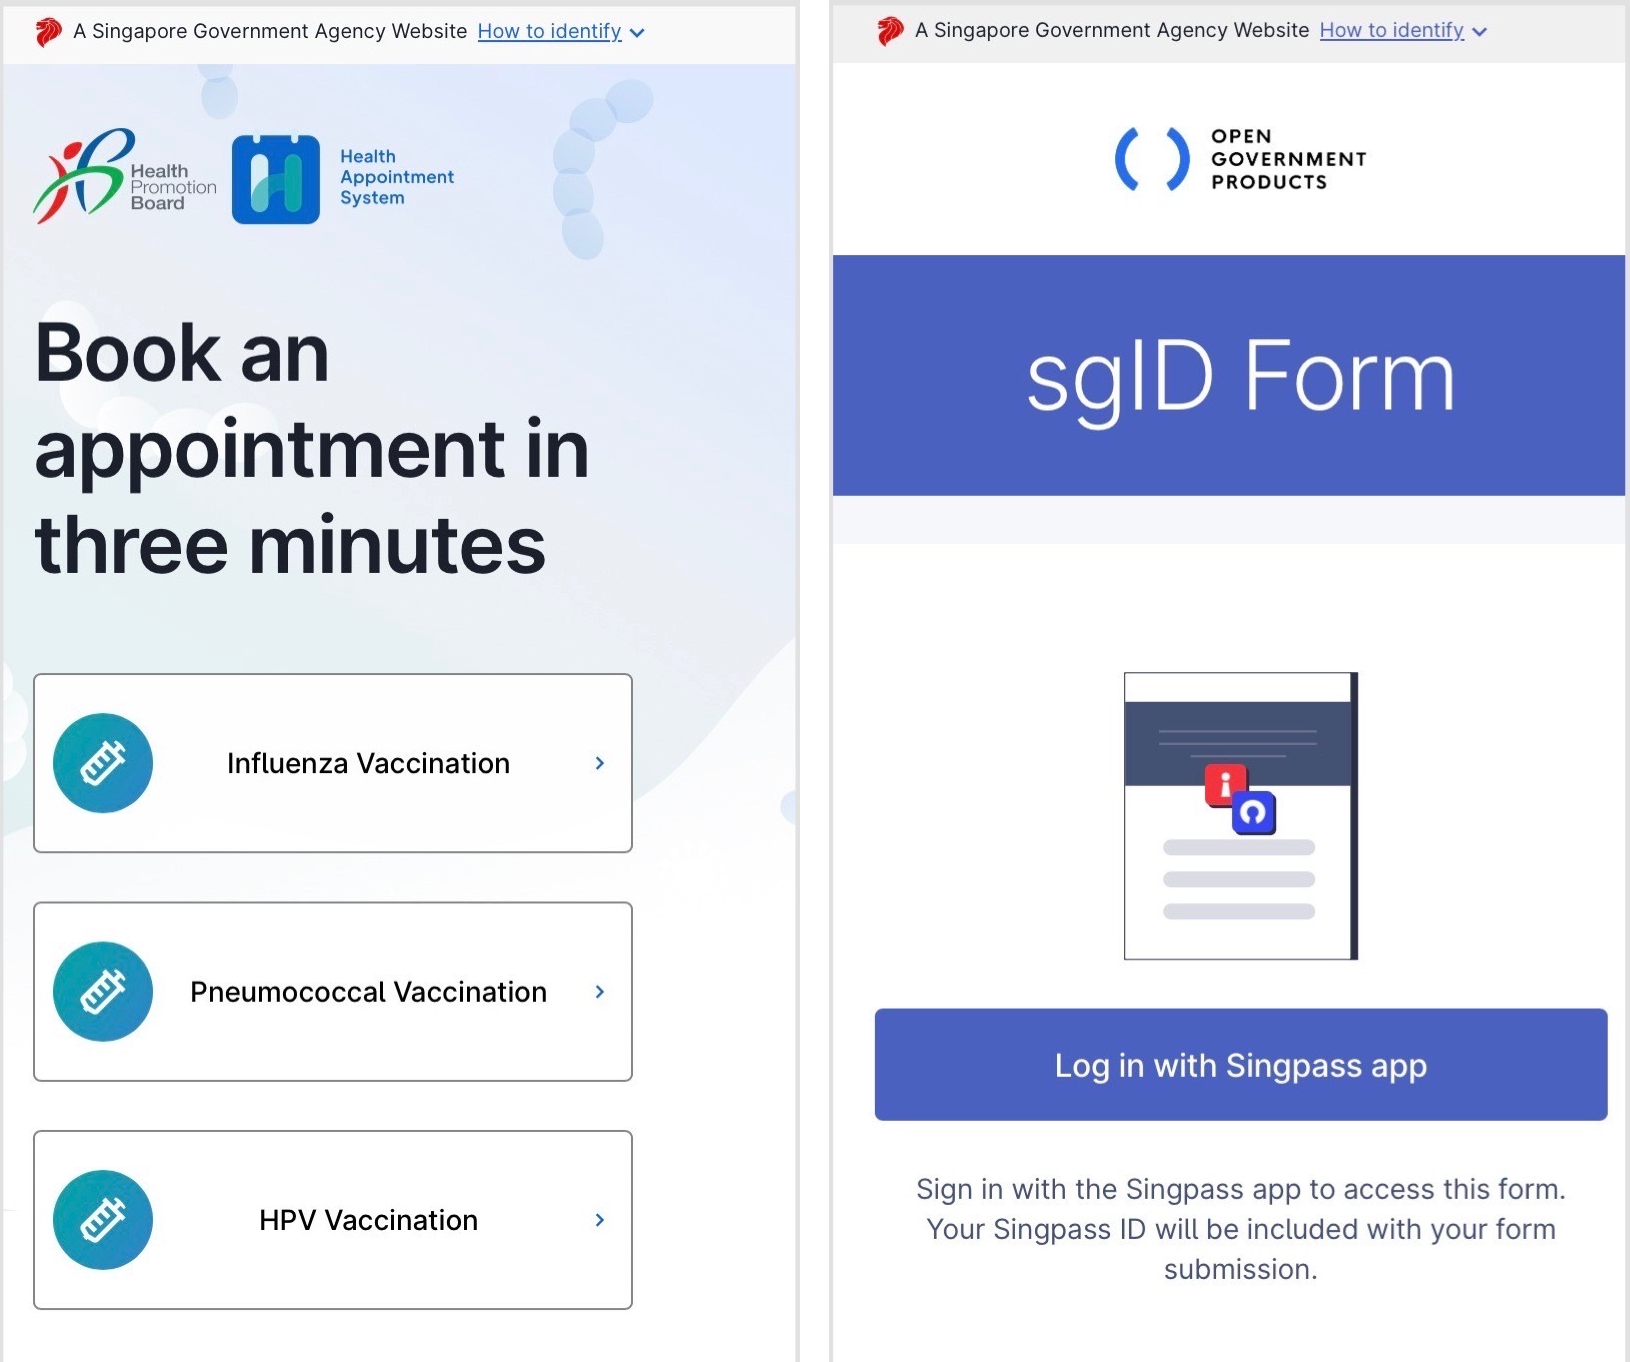 A Singapore Government Agency Website How to identify
Health
Promotion
Board
Health
Appointment
System
Book an
appointment in
three minutes
Influenza Vaccination
Pneumococcal Vaccination
HPV Vaccination
A Singapore Government Agency Website How to identify
OPEN
GOVERNMENT
PRODUCTS
sgID Form
Log in with Singpass app
Sign in with the Singpass app to access this form.
Your Singpass ID will be included with your form
submission.